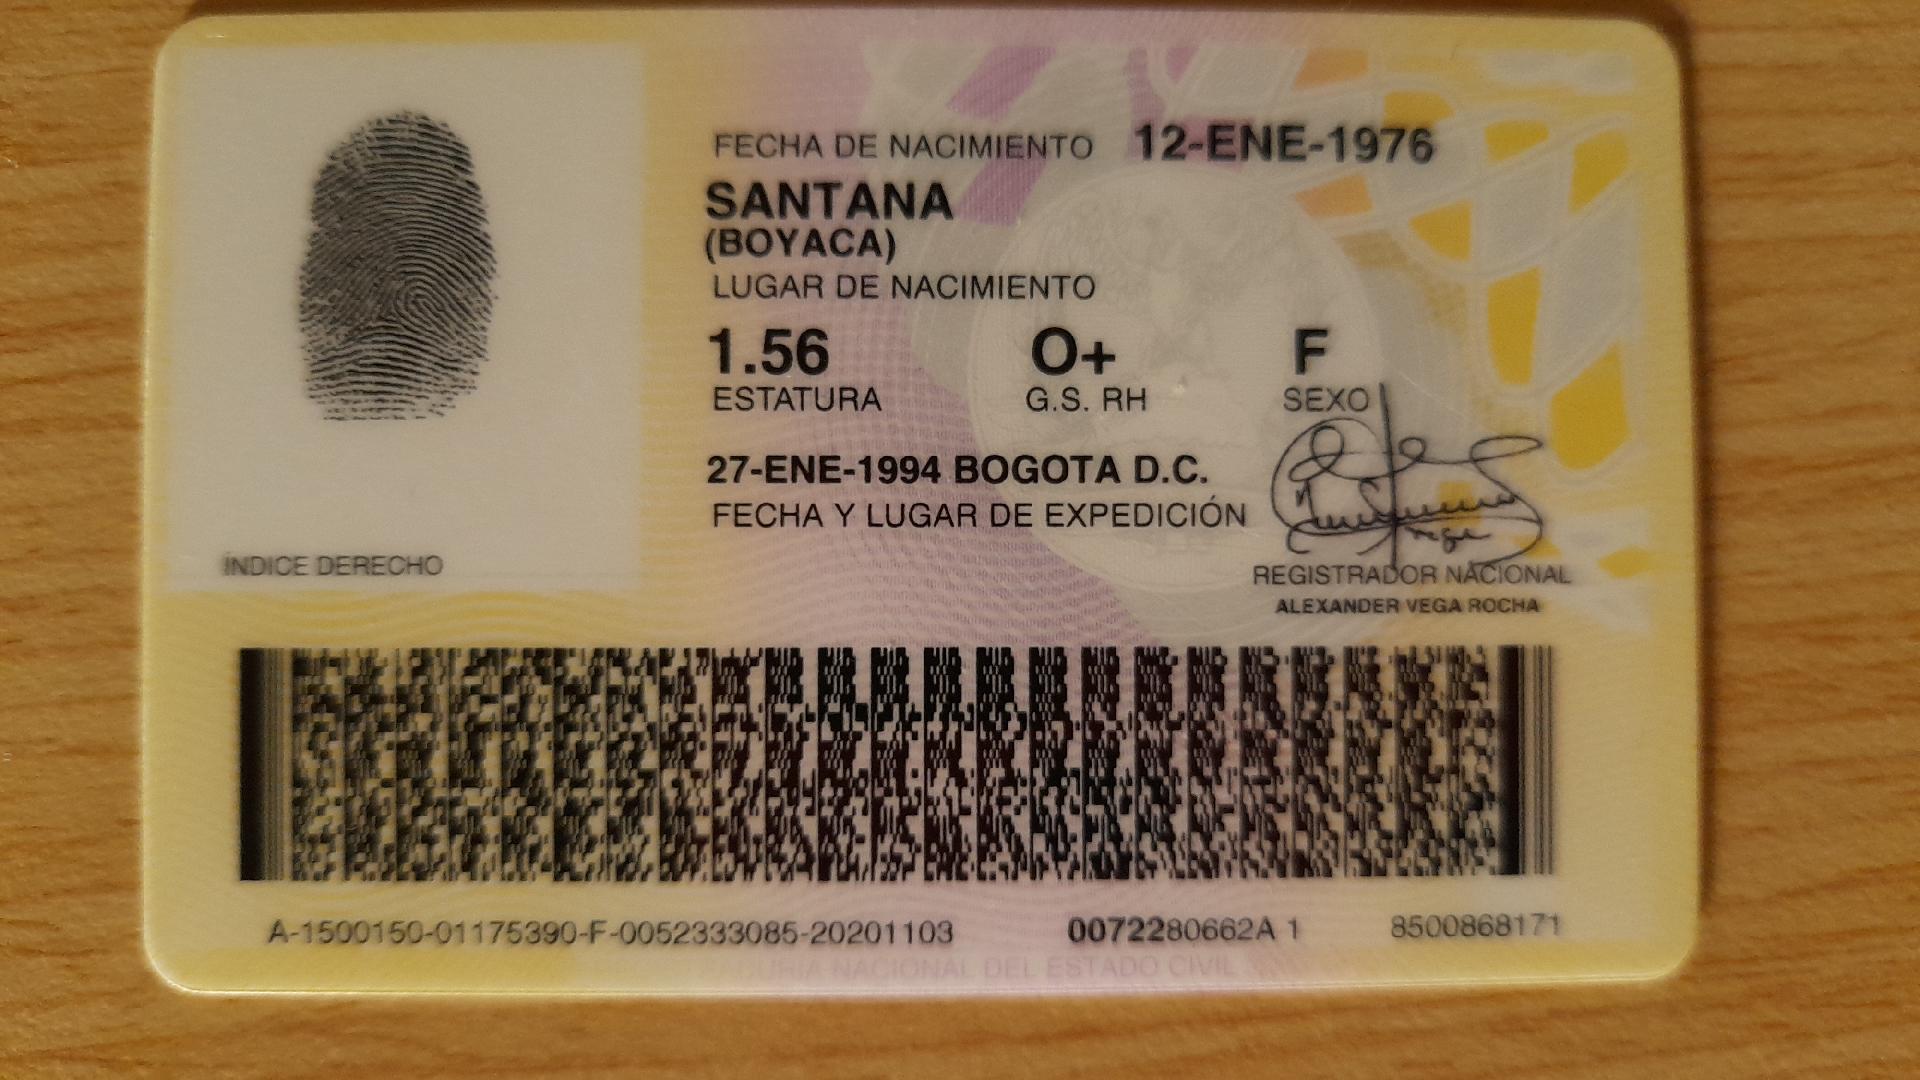 FECHA DE NACIMIENTO 12-ENE-1976
SANTANA
(BOYACA)
LUGAR DE NACIMIENTO
1.56 O+ F
ESTATURA G.S. RH SEXO
27-ENE-1994 BOGOTA D.C.
FECHA Y LUGAR DE EXPEDICIÓN
ÍNDICE DERECHO
REGISTRADOR NACIONAL
ALEXANDER VEGA ROCHA
A-1500150-01175390-F-0052333085-20201103 0072280662A 1 8500868171
NACIONAL DEL ESTADO CIVIL